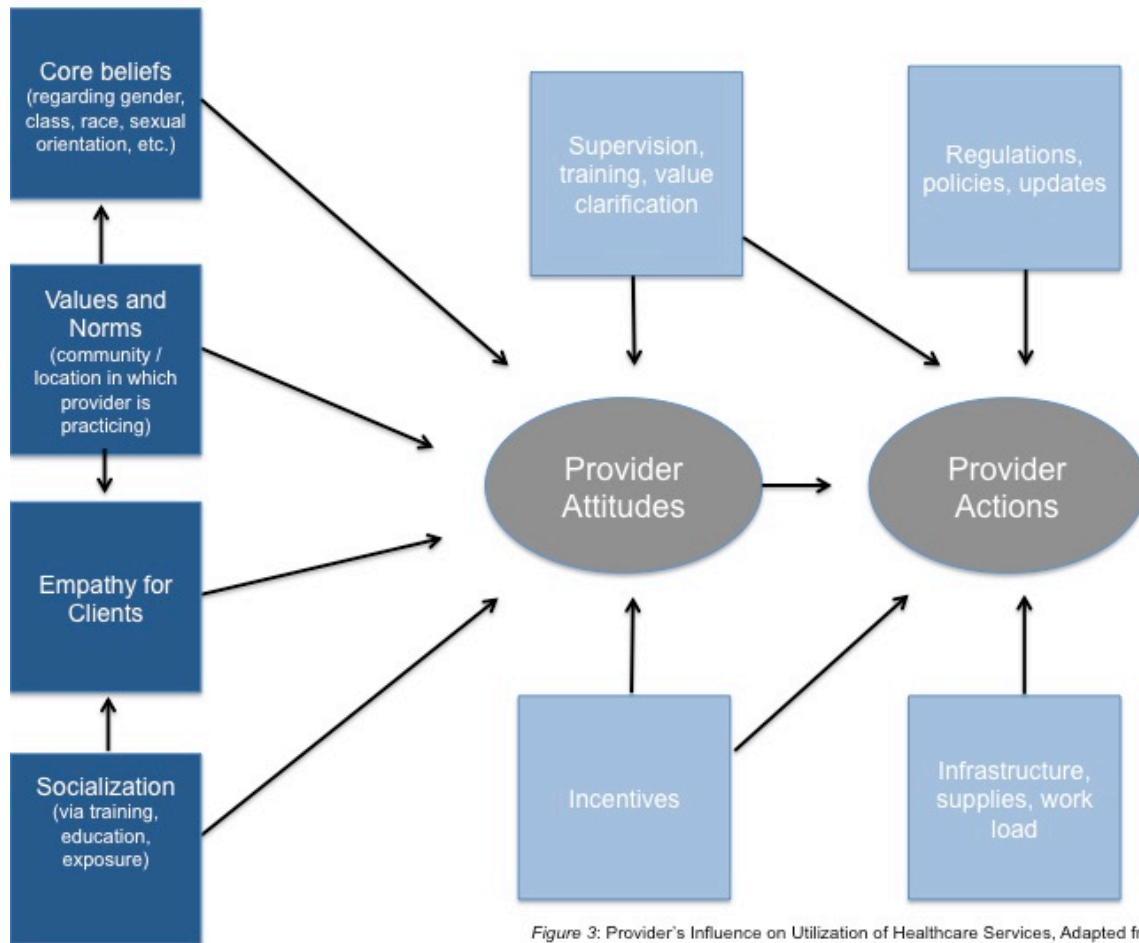 Core beliefs
(regarding gender,
class, race, sexual
orientation, etc.)
Values and
Norms
(community /
location in which
provider is
practicing)
Empathy for
Clients
Socialization
(via training,
education,
exposure)
Supervision,
training, value
clarification
Regulations,
policies, updates
Provider
Attitudes
Provider
Actions
Incentives
Infrastructure,
supplies, work
load
Figure 3: Provider's Influence on Utilization of Healthcare Services, Adapted